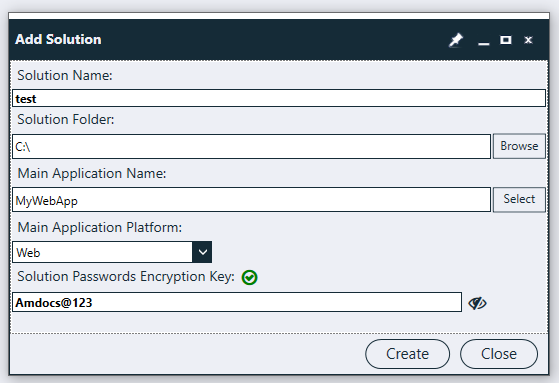 Add Solution
Solution Name:
test
Solution Folder:
C:\
Browse
Main Application Name:
MyWebApp
Select
Main Application Platform:
Web
Solution Passwords Encryption Key:
Amdocs@123
Create
Close